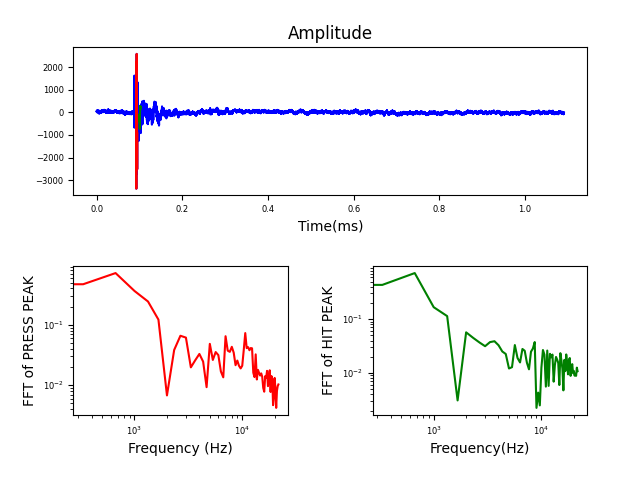 Amplitude
2000
1000
0
−1000
−2000
−3000
0.0 0.2 0.4 0.6 0.8 1.0
Time(ms)
FFT of PRESS PEAK
10⁻¹
10⁻²
10³ 10⁴
Frequency (Hz)
FFT of HIT PEAK
10⁻¹
10⁻²
10³ 10⁴
Frequency(Hz)